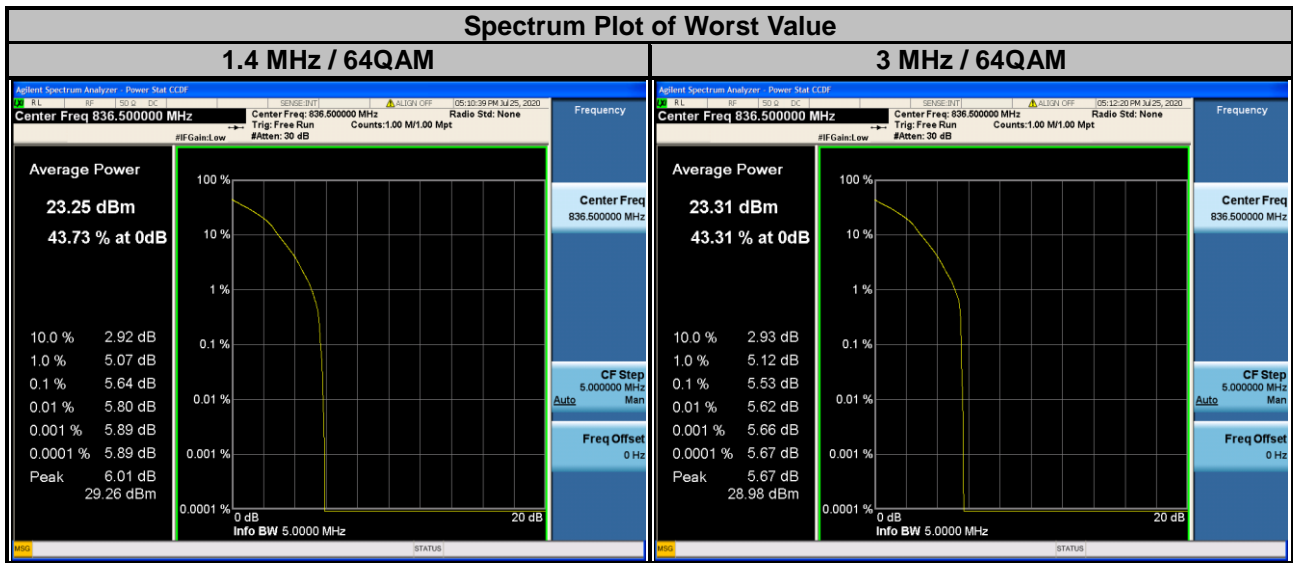 Spectrum Plot of Worst Value
1.4 MHz / 64QAM
3 MHz / 64QAM
Agilent Spectrum Analyzer - Power Stat CCDF
RL RF 50 Ω DC SENSE:INT ALIGN OFF 05:10:39 PM Jul 25, 2020
Center Freq 836.500000 MHz
Center Freq: 836.500000 MHz Radio Std: None
Trig: Free Run Counts:1.00 M/1.00 Mpt
#IFGain:Low #Atten: 30 dB
Average Power
23.25 dBm
43.73 % at 0dB
10.0 % 2.92 dB
1.0 % 5.07 dB
0.1 % 5.64 dB
0.01 % 5.80 dB
0.001 % 5.89 dB
0.0001 % 5.89 dB
Peak 6.01 dB
29.26 dBm
100 %
10 %
1 %
0.1 %
0.01 %
0.001 %
0.0001 %
0 dB 20 dB
Info BW 5.0000 MHz
Frequency
Center Freq
836.500000 MHz
CF Step
5.000000 MHz
Auto Man
Freq Offset
0 Hz
MSG STATUS
Agilent Spectrum Analyzer - Power Stat CCDF
RL RF 50 Ω DC SENSE:INT ALIGN OFF 05:12:20 PM Jul 25, 2020
Center Freq 836.500000 MHz
Center Freq: 836.500000 MHz Radio Std: None
Trig: Free Run Counts:1.00 M/1.00 Mpt
#IFGain:Low #Atten: 30 dB
Average Power
23.31 dBm
43.31 % at 0dB
10.0 % 2.93 dB
1.0 % 5.12 dB
0.1 % 5.53 dB
0.01 % 5.62 dB
0.001 % 5.66 dB
0.0001 % 5.67 dB
Peak 5.67 dB
28.98 dBm
100 %
10 %
1 %
0.1 %
0.01 %
0.001 %
0.0001 %
0 dB 20 dB
Info BW 5.0000 MHz
Frequency
Center Freq
836.500000 MHz
CF Step
5.000000 MHz
Auto Man
Freq Offset
0 Hz
MSG STATUS